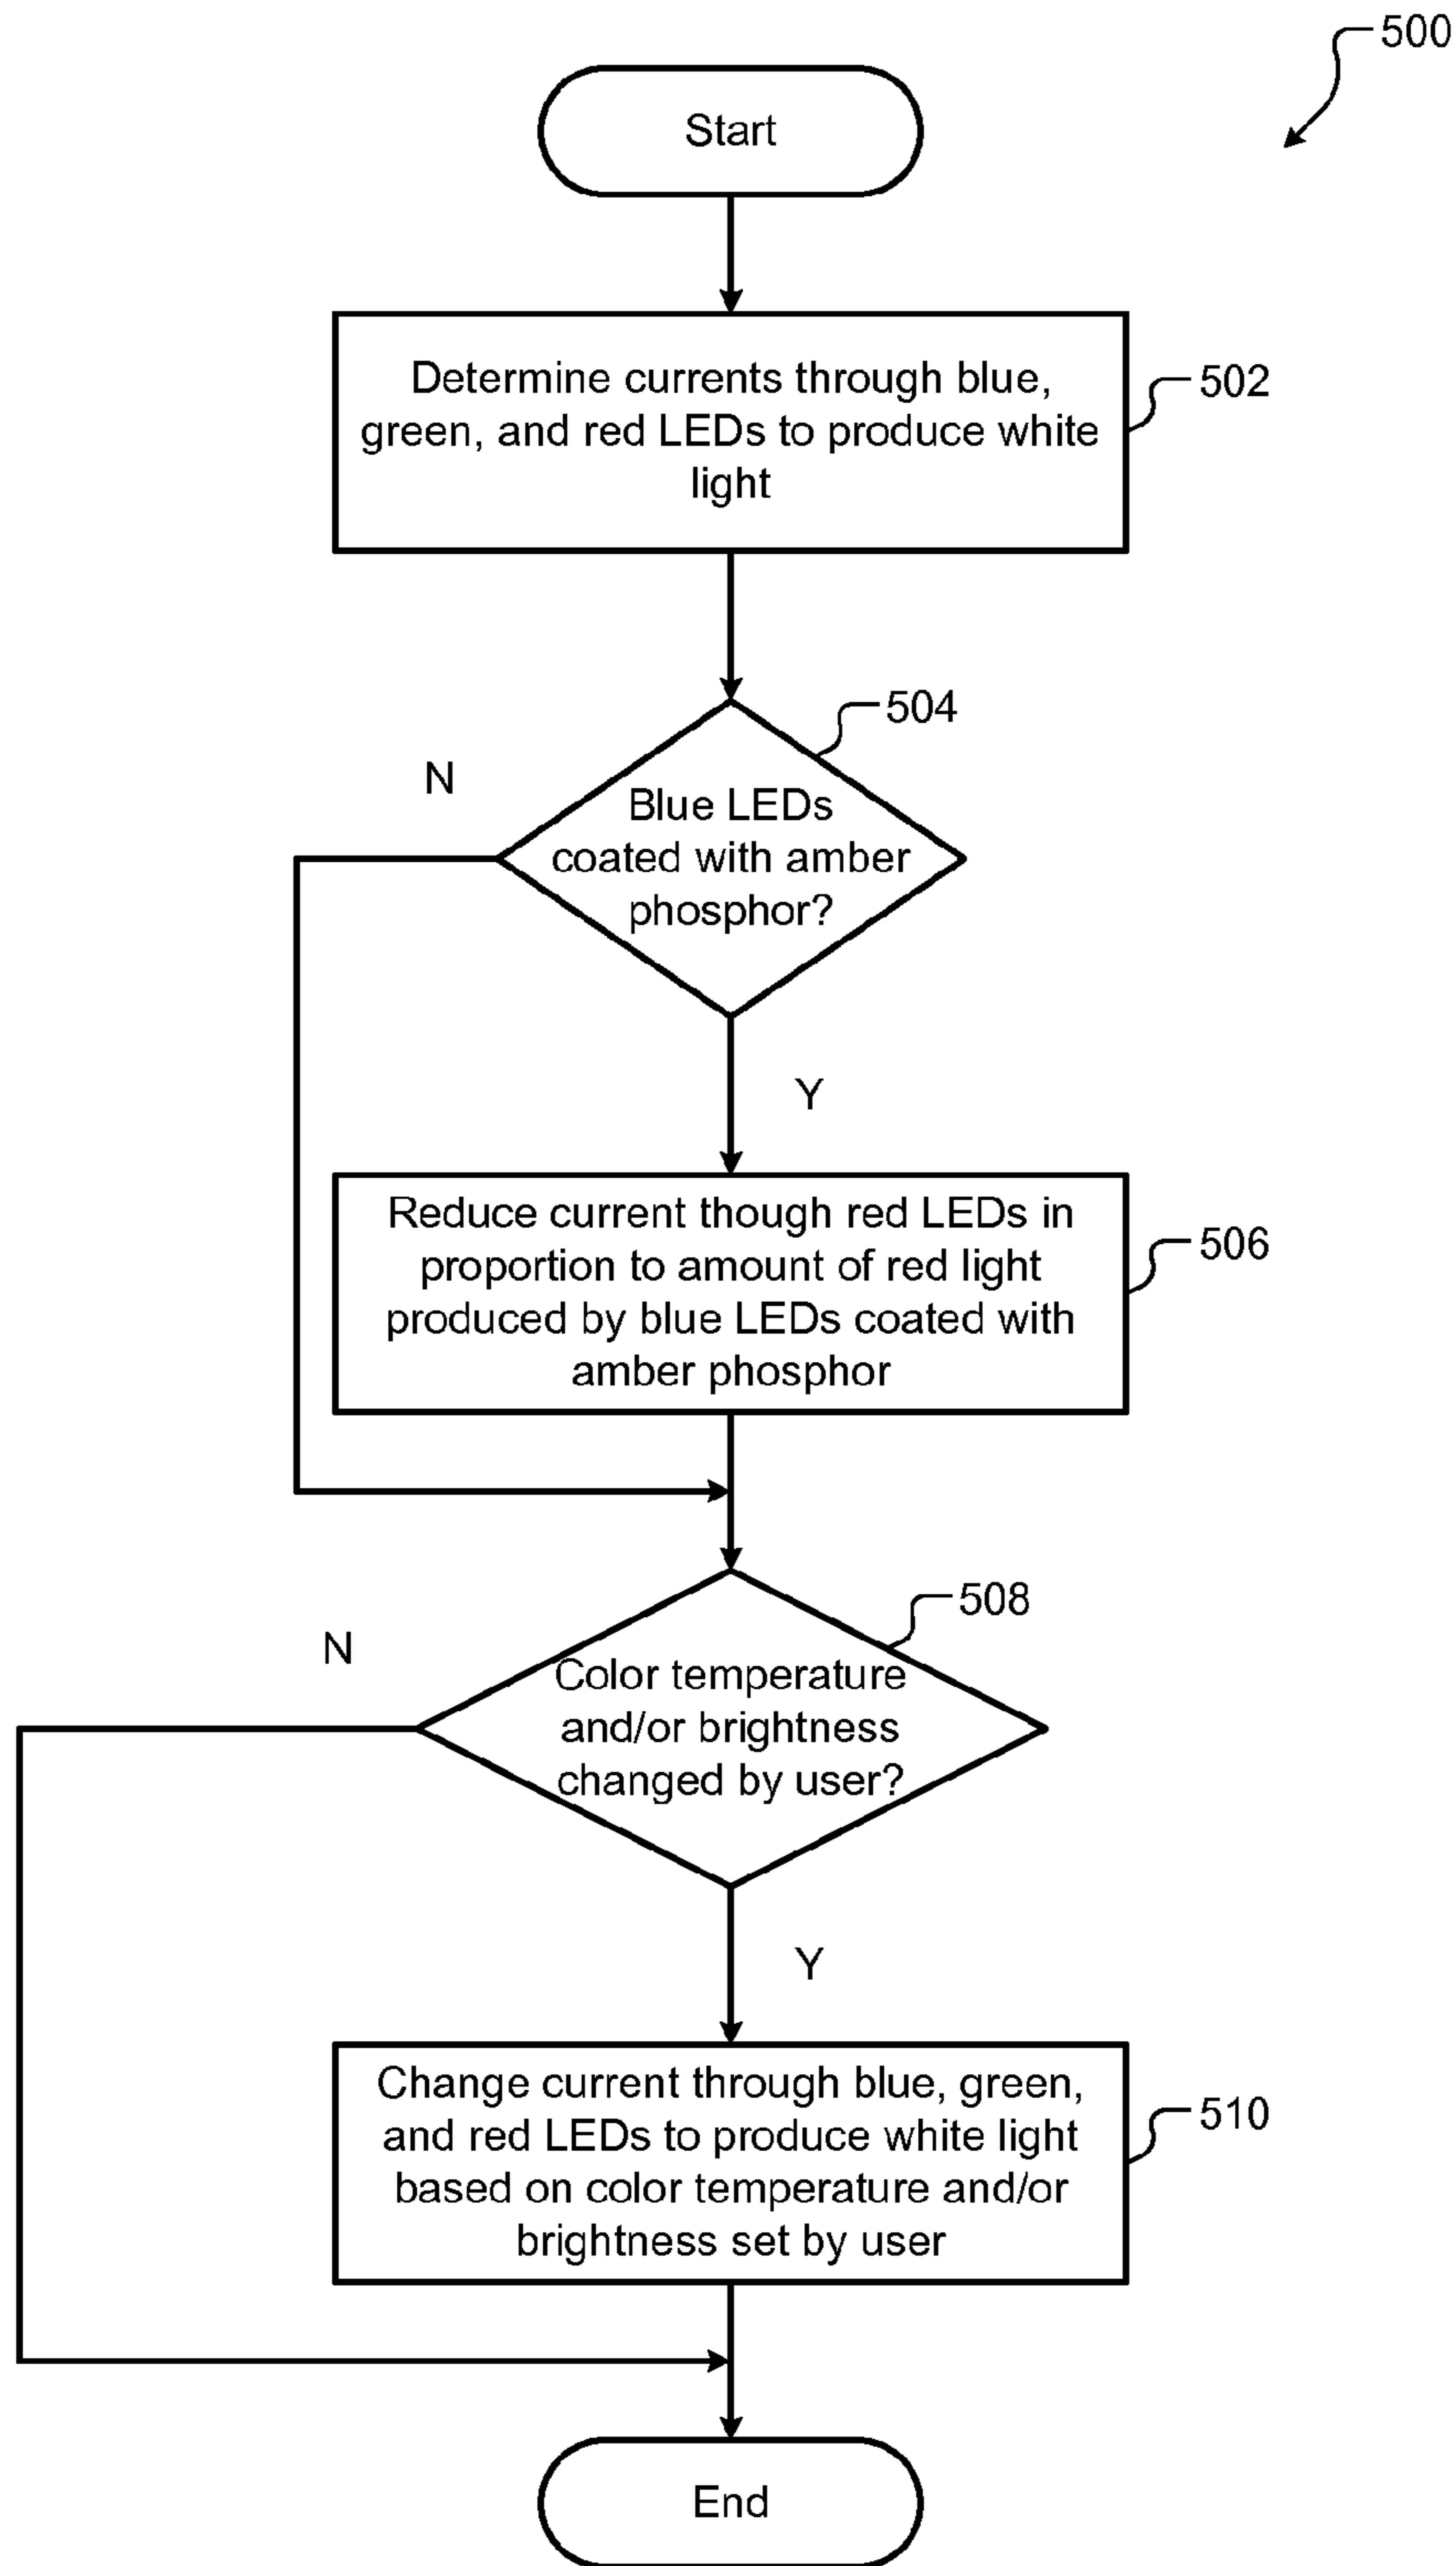 500
Start
Determine currents through blue,
green, and red LEDs to produce white
light
502
504
N
Blue LEDs
coated with amber
phosphor?
Y
Reduce current though red LEDs in
proportion to amount of red light
produced by blue LEDs coated with
amber phosphor
506
508
N
Color temperature
and/or brightness
changed by user?
Y
Change current through blue, green,
and red LEDs to produce white light
based on color temperature and/or
brightness set by user
510
End